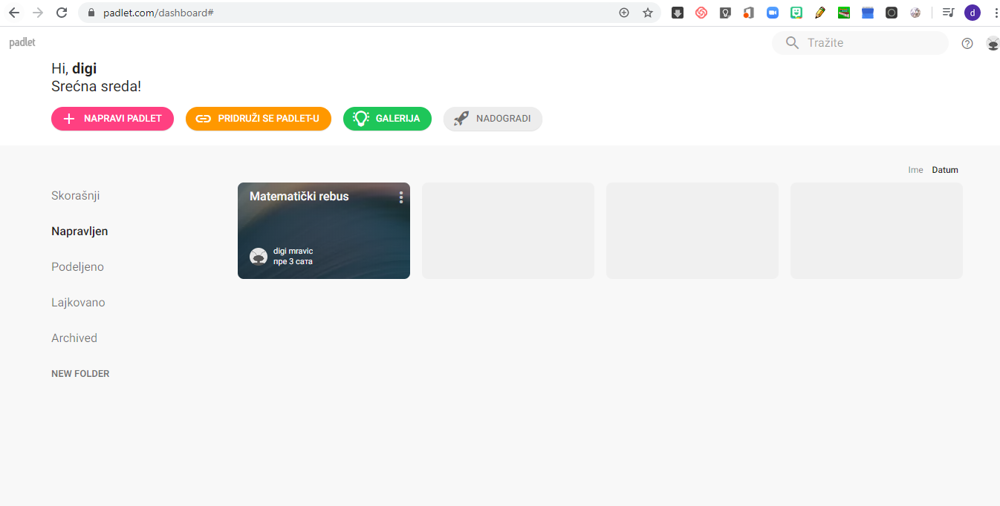 padlet.com/dashboard#
d
padlet
Tražite
Hi, digi
Srećna sreda!
NAPRAVI PADLET
PRIDRUŽI SE PADLET-U
GALERIJA
NADOGRADI
Ime Datum
Skorašnji
Napravljen
Podeljeno
Lajkovano
Archived
NEW FOLDER
Matematički rebus
digi mravic
пре 3 сата